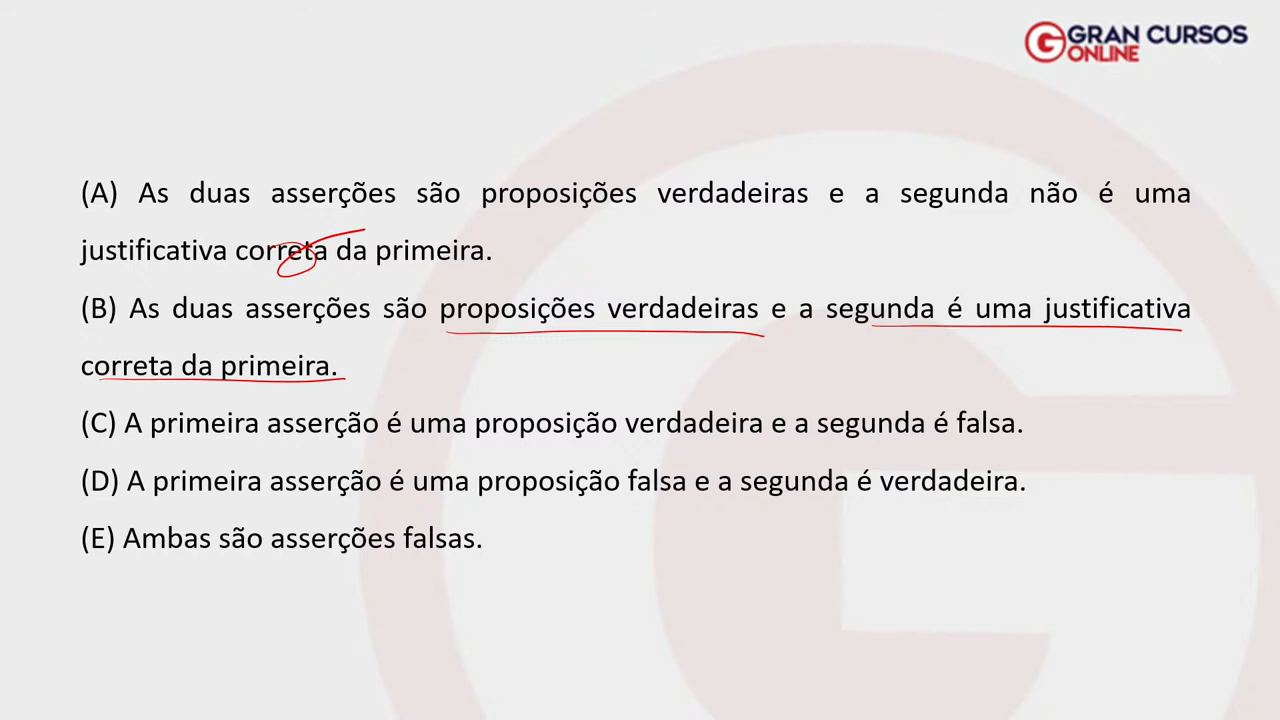 GRAN CURSOS
ONLINE
(A) As duas asserções são proposições verdadeiras e a segunda não é uma
justificativa correta da primeira.
(B) As duas asserções são proposições verdadeiras e a segunda é uma justificativa
correta da primeira.
(C) A primeira asserção é uma proposição verdadeira e a segunda é falsa.
(D) A primeira asserção é uma proposição falsa e a segunda é verdadeira.
(E) Ambas são asserções falsas.